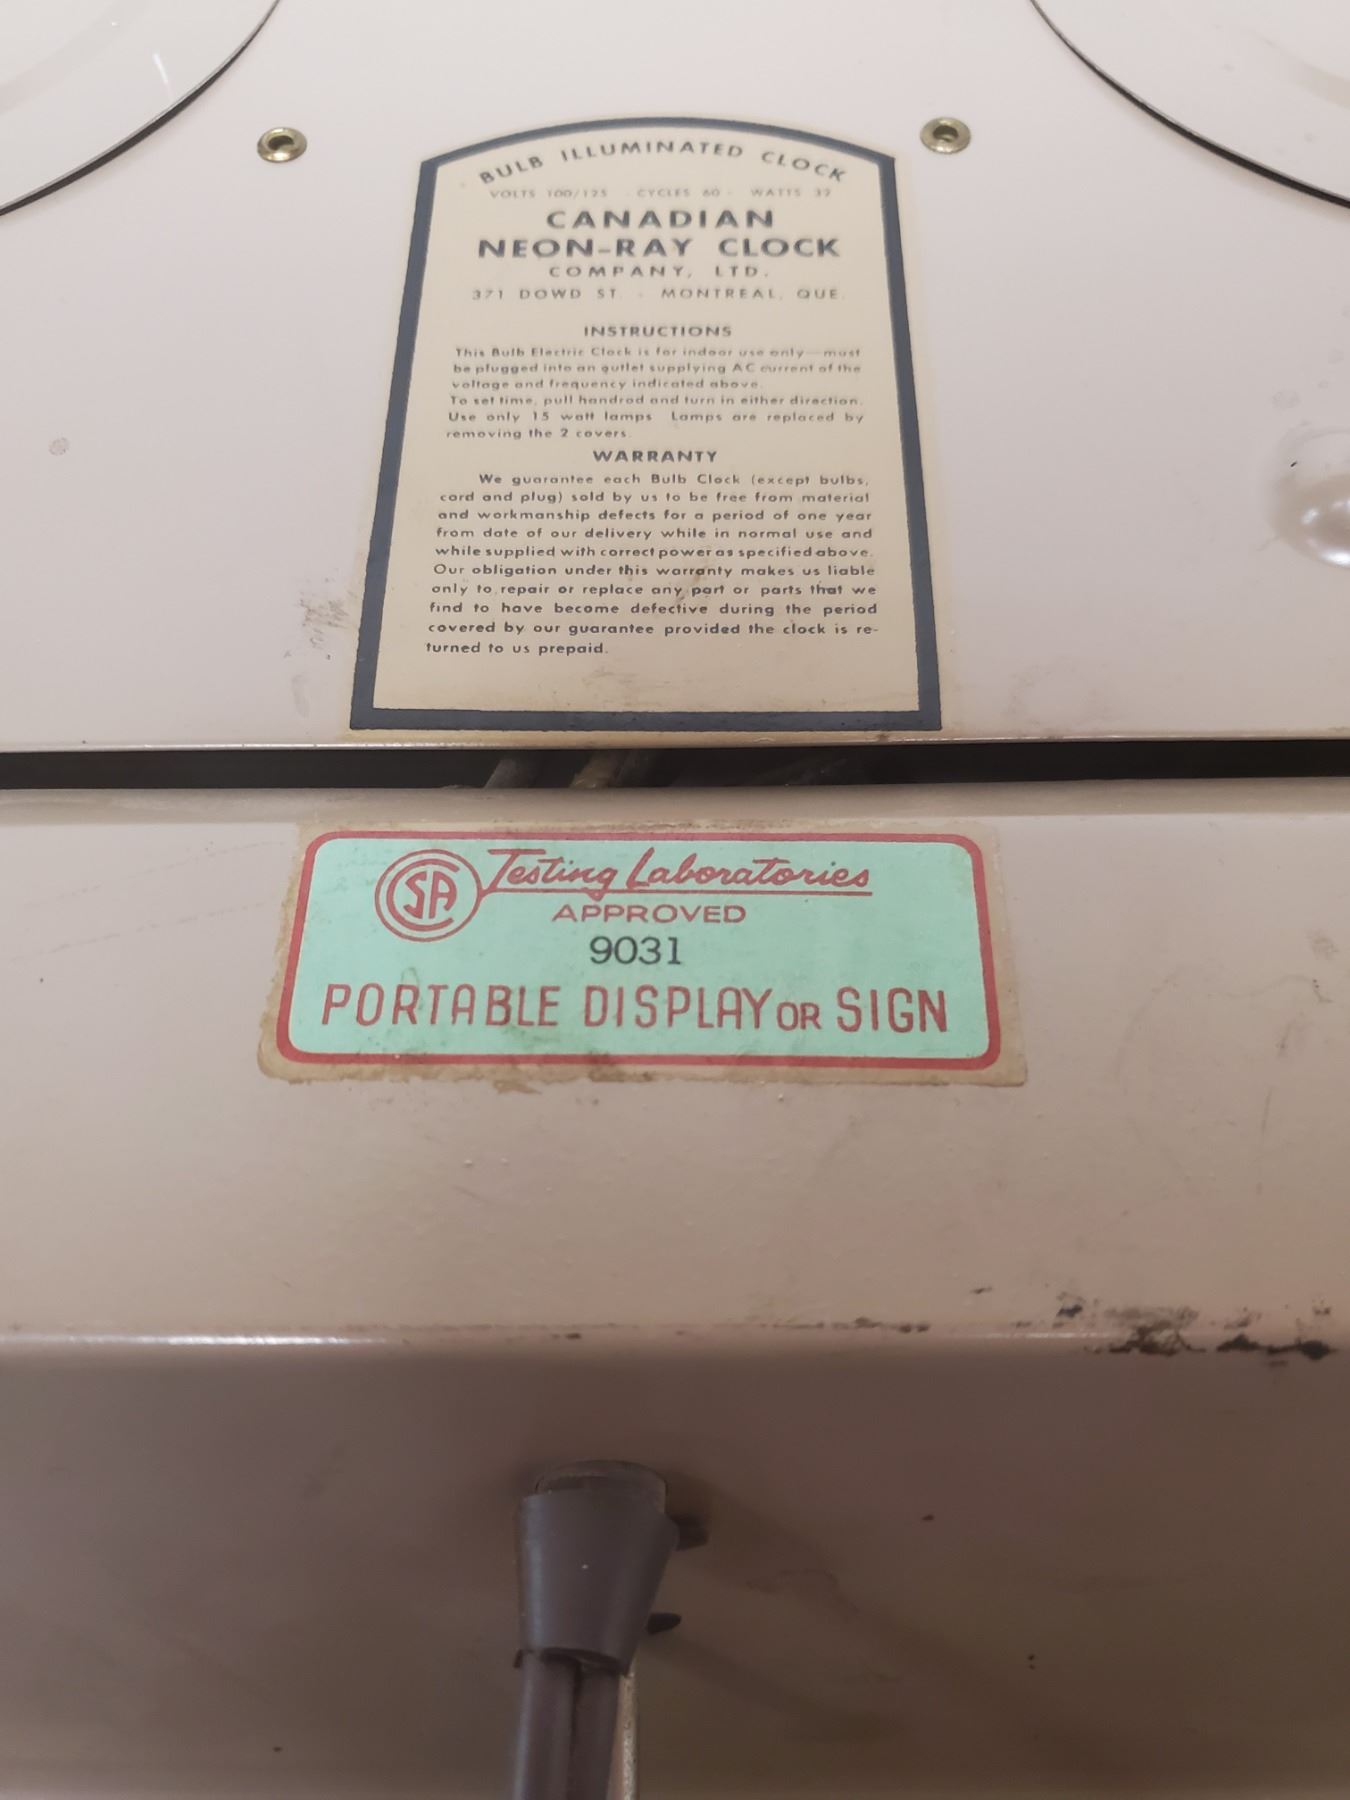 BULB ILLUMINATED CLOCK
VOLTS 100/125 - CYCLES 60 - WATTS 32
CANADIAN
NEON-RAY CLOCK
COMPANY, LTD.
371 DOWD ST. - MONTREAL, QUE.
INSTRUCTIONS
This Bulb Electric Clock is for indoor use only—must
be plugged into an outlet supplying AC current of the
voltage and frequency indicated above.
To set time, pull handrod and turn in either direction.
Use only 15 watt lamps Lamps are replaced by
removing the 2 covers.
WARRANTY
We guarantee each Bulb Clock (except bulbs,
cord and plug) sold by us to be free from material
and workmanship defects for a period of one year
from date of our delivery while in normal use and
while supplied with correct power as specified above.
Our obligation under this warranty makes us liable
only to repair or replace any part or parts that we
find to have become defective during the period
covered by our guarantee provided the clock is re-
turned to us prepaid.
CSA Testing Laboratories
APPROVED
9031
PORTABLE DISPLAY OR SIGN